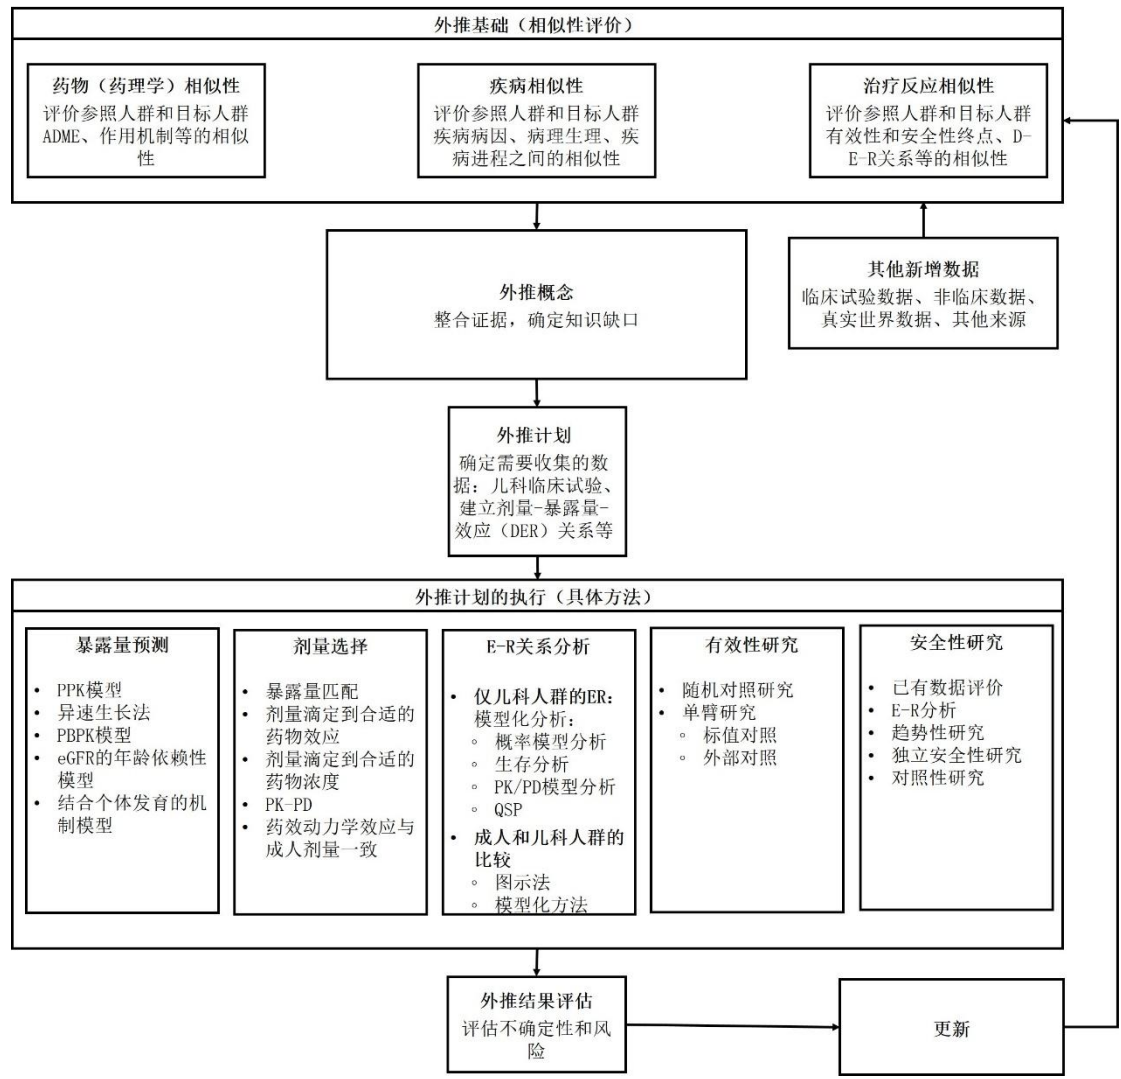 外推基础（相似性评价）
药物（药理学）相似性
评价参照人群和目标人群
ADME、作用机制等的相似
性
疾病相似性
评价参照人群和目标人群
疾病病因、病理生理、疾
病进程之间的相似性
治疗反应相似性
评价参照人群和目标人群
有效性和安全性终点、D-
E-R关系等的相似性
外推概念
整合证据，确定知识缺口
其他新增数据
临床试验数据、非临床数据、
真实世界数据、其他来源
外推计划
确定需要收集的数
据：儿科临床试验、
建立剂量-暴露量-
效应（DER）关系等
外推计划的执行（具体方法）
暴露量预测
• PPK模型
• 异速生长法
• PBPK模型
• eGFR的年龄依赖性
模型
• 结合个体发育的机
制模型
剂量选择
• 暴露量匹配
• 剂量滴定到合适的
药物效应
• 剂量滴定到合适的
药物浓度
• PK-PD
• 药效动力学效应与
成人剂量一致
E-R关系分析
• 仅儿科人群的ER：
模型化分析：
◦ 概率模型分析
◦ 生存分析
◦ PK/PD模型分析
◦ QSP
• 成人和儿科人群的
比较
◦ 图示法
◦ 模型化方法
有效性研究
• 随机对照研究
• 单臂研究
◦ 标值对照
◦ 外部对照
安全性研究
• 已有数据评价
• E-R分析
• 趋势性研究
• 独立安全性研究
• 对照性研究
外推结果评估
评估不确定性和风
险
更新